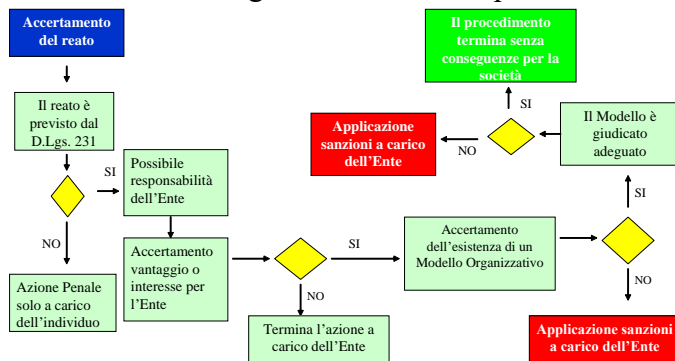 Accertamento
del reato
Il reato è
previsto dal
D.Lgs. 231
SI
NO
Azione Penale
solo a carico
dell'individuo
Possibile
responsabilità
dell'Ente
Accertamento
vantaggio o
interesse per
l'Ente
SI
NO
Termina l'azione a
carico dell'Ente
Accertamento
dell'esistenza di un
Modello Organizzativo
SI
NO
Applicazione sanzioni
a carico dell'Ente
Il Modello è
giudicato
adeguato
SI
NO
Applicazione
sanzioni a carico
dell'Ente
Il procedimento
termina senza
conseguenze per la
società